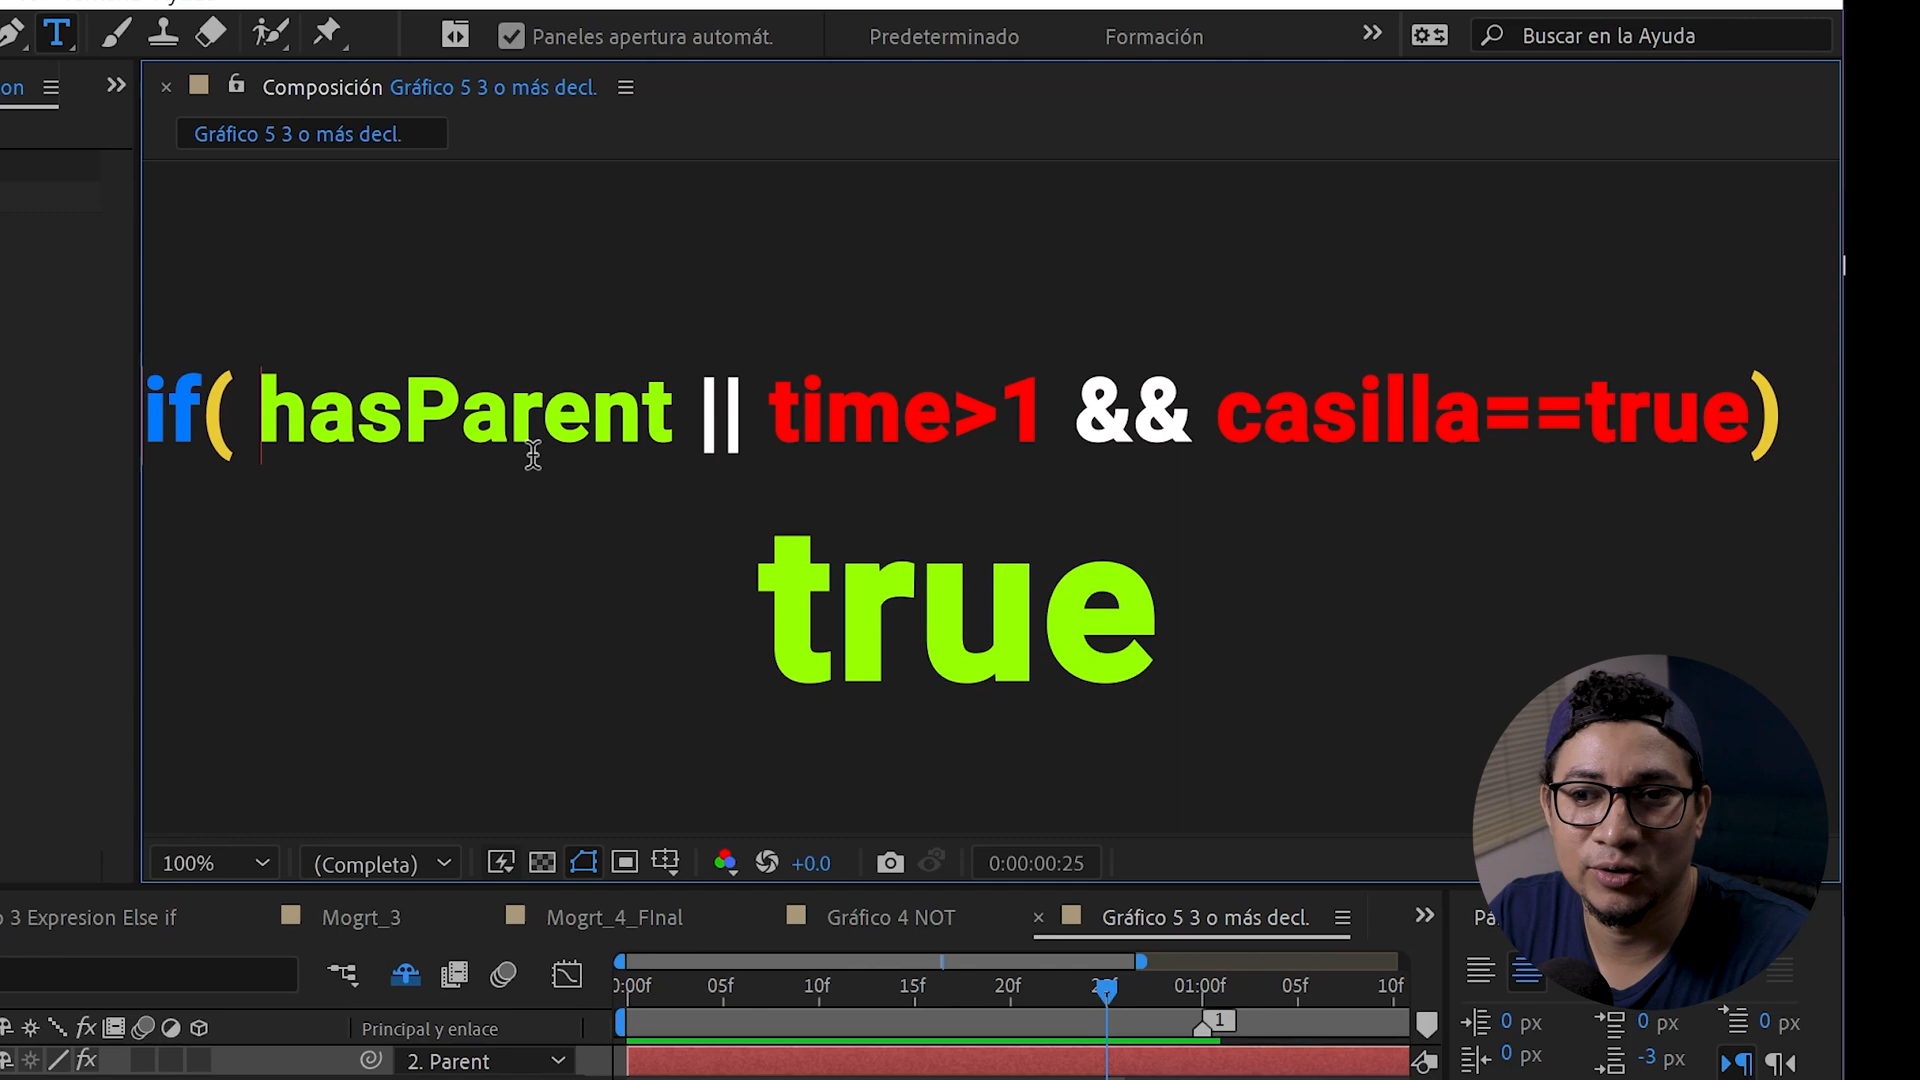 T Paneles apertura automát. Predeterminado Formación Buscar en la Ayuda
on Composición Gráfico 5 3 o más decl.
Gráfico 5 3 o más decl.
if( hasParent || time>1 && casilla==true)
true
100% (Completa) +0.0 0:00:00:25
o 3 Expresion Else if Mogrt_3 Mogrt_4_FInal Gráfico 4 NOT Gráfico 5 3 o más decl.
0:00f 05f 10f 15f 20f 01:00f 05f 10f
1
0 px 0 px 0 px
fx Principal y enlace
fx 2. Parent
0 px -3 px